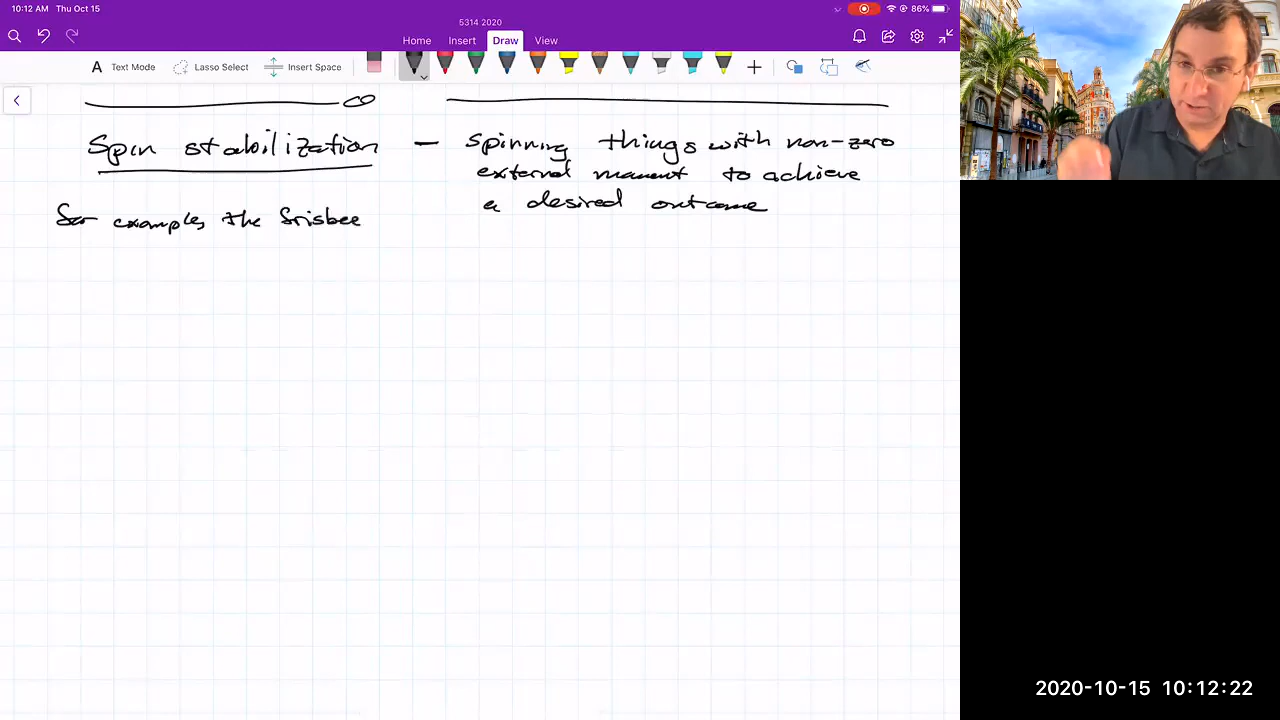 10:12 AM Thu Oct 15
86%
5314 2020
Home Insert Draw View
Text Mode Lasso Select Insert Space
Spin stabilization — spinning things with non-zero
external moment to achieve
a desired outcome
for examples the frisbee
2020-10-15 10:12:22